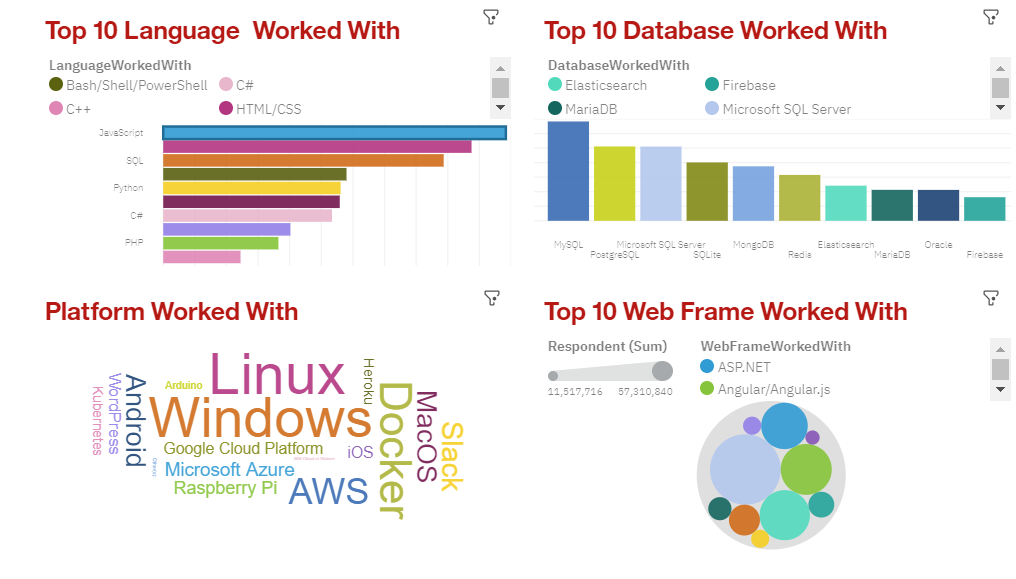 Top 10 Language  Worked With
LanguageWorkedWith
Bash/Shell/PowerShell
C#
C++
HTML/CSS
JavaScript
SQL
Python
C#
PHP
Top 10 Database Worked With
DatabaseWorkedWith
Elasticsearch
Firebase
MariaDB
Microsoft SQL Server
MySQL
PostgreSQL
Microsoft SQL Server
SQLite
MongoDB
Redis
Elasticsearch
MariaDB
Oracle
Firebase
Platform Worked With
Linux
Heroku
Arduino
Android
WordPress
Kubernetes
Windows
Docker
MacOS
Slack
Google Cloud Platform
iOS
Microsoft Azure
Raspberry Pi
AWS
Top 10 Web Frame Worked With
Respondent (Sum)
11,517,716
57,310,840
WebFrameWorkedWith
ASP.NET
Angular/Angular.js